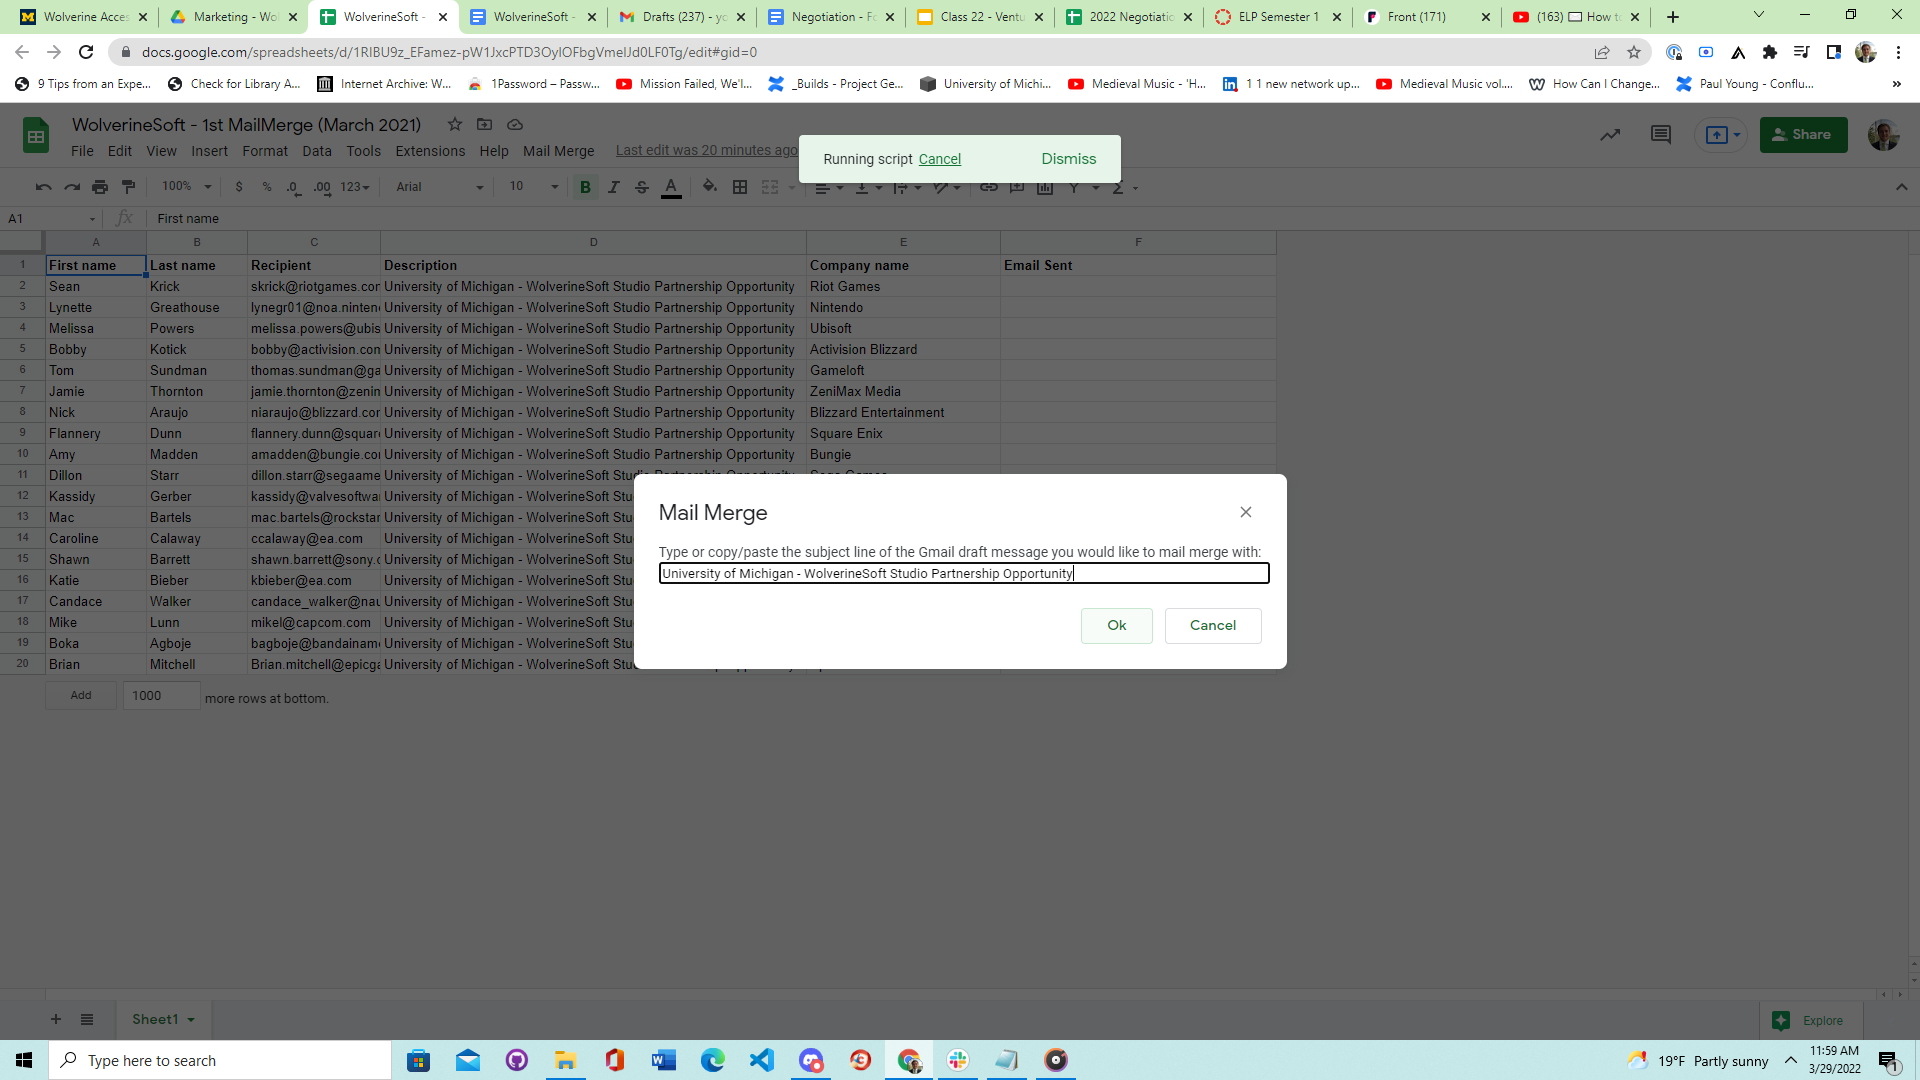 Wolverine Acces
Marketing - Wo
WolverineSoft -
WolverineSoft -
Drafts (237) - yo
Negotiation - Fo
Class 22 - Ventu
2022 Negotiatio
ELP Semester 1
Front (171)
(163) How t
docs.google.com/spreadsheets/d/1RIBU9z_EFamez-pW1JxcPTD3OylOFbgVmeIJd0LF0Tg/edit#gid=0
9 Tips from an Expe...
Check for Library A...
Internet Archive: W...
1Password – Passw...
Mission Failed, We'l...
_Builds - Project Ge...
University of Michi...
Medieval Music - 'H...
1 1 new network up...
Medieval Music vol....
How Can I Change...
Paul Young - Conflu...
»
WolverineSoft - 1st MailMerge (March 2021)
File Edit View Insert Format Data Tools Extensions Help Mail Merge Last edit was 20 minutes ago
Running script Cancel Dismiss
Share
100% $ % .0 .00 123 Arial 10 B I S A
A1 fx First name
A B C D E F
1 First name Last name Recipient Description Company name Email Sent
2 Sean Krick skrick@riotgames.com University of Michigan - WolverineSoft Studio Partnership Opportunity Riot Games
3 Lynette Greathouse lynegr01@noa.ninten University of Michigan - WolverineSoft Studio Partnership Opportunity Nintendo
4 Melissa Powers melissa.powers@ubis University of Michigan - WolverineSoft Studio Partnership Opportunity Ubisoft
5 Bobby Kotick bobby@activision.com University of Michigan - WolverineSoft Studio Partnership Opportunity Activision Blizzard
6 Tom Sundman thomas.sundman@ga University of Michigan - WolverineSoft Studio Partnership Opportunity Gameloft
7 Jamie Thornton jamie.thornton@zenim University of Michigan - WolverineSoft Studio Partnership Opportunity ZeniMax Media
8 Nick Araujo niaraujo@blizzard.com University of Michigan - WolverineSoft Studio Partnership Opportunity Blizzard Entertainment
9 Flannery Dunn flannery.dunn@square University of Michigan - WolverineSoft Studio Partnership Opportunity Square Enix
10 Amy Madden amadden@bungie.com University of Michigan - WolverineSoft Studio Partnership Opportunity Bungie
11 Dillon Starr dillon.starr@segaame University of Michigan - WolverineSoft Studio Partnership Opportunity Sega Games
12 Kassidy Gerber kassidy@valvesoftwar University of Michigan - WolverineSoft Stu
13 Mac Bartels mac.bartels@rockstar University of Michigan - WolverineSoft Stu
14 Caroline Calaway ccalaway@ea.com University of Michigan - WolverineSoft Stu
15 Shawn Barrett shawn.barrett@sony.c University of Michigan - WolverineSoft Stu
16 Katie Bieber kbieber@ea.com University of Michigan - WolverineSoft Stu
17 Candace Walker candace_walker@nau University of Michigan - WolverineSoft Stu
18 Mike Lunn mikel@capcom.com University of Michigan - WolverineSoft Stu
19 Boka Agboje bagboje@bandainam University of Michigan - WolverineSoft Stu
20 Brian Mitchell Brian.mitchell@epicga University of Michigan - WolverineSoft Stu
Mail Merge
Type or copy/paste the subject line of the Gmail draft message you would like to mail merge with:
University of Michigan - WolverineSoft Studio Partnership Opportunity
Ok Cancel
Add 1000 more rows at bottom.
Sheet1
Explore
Type here to search
19°F Partly sunny
11:59 AM
3/29/2022
1